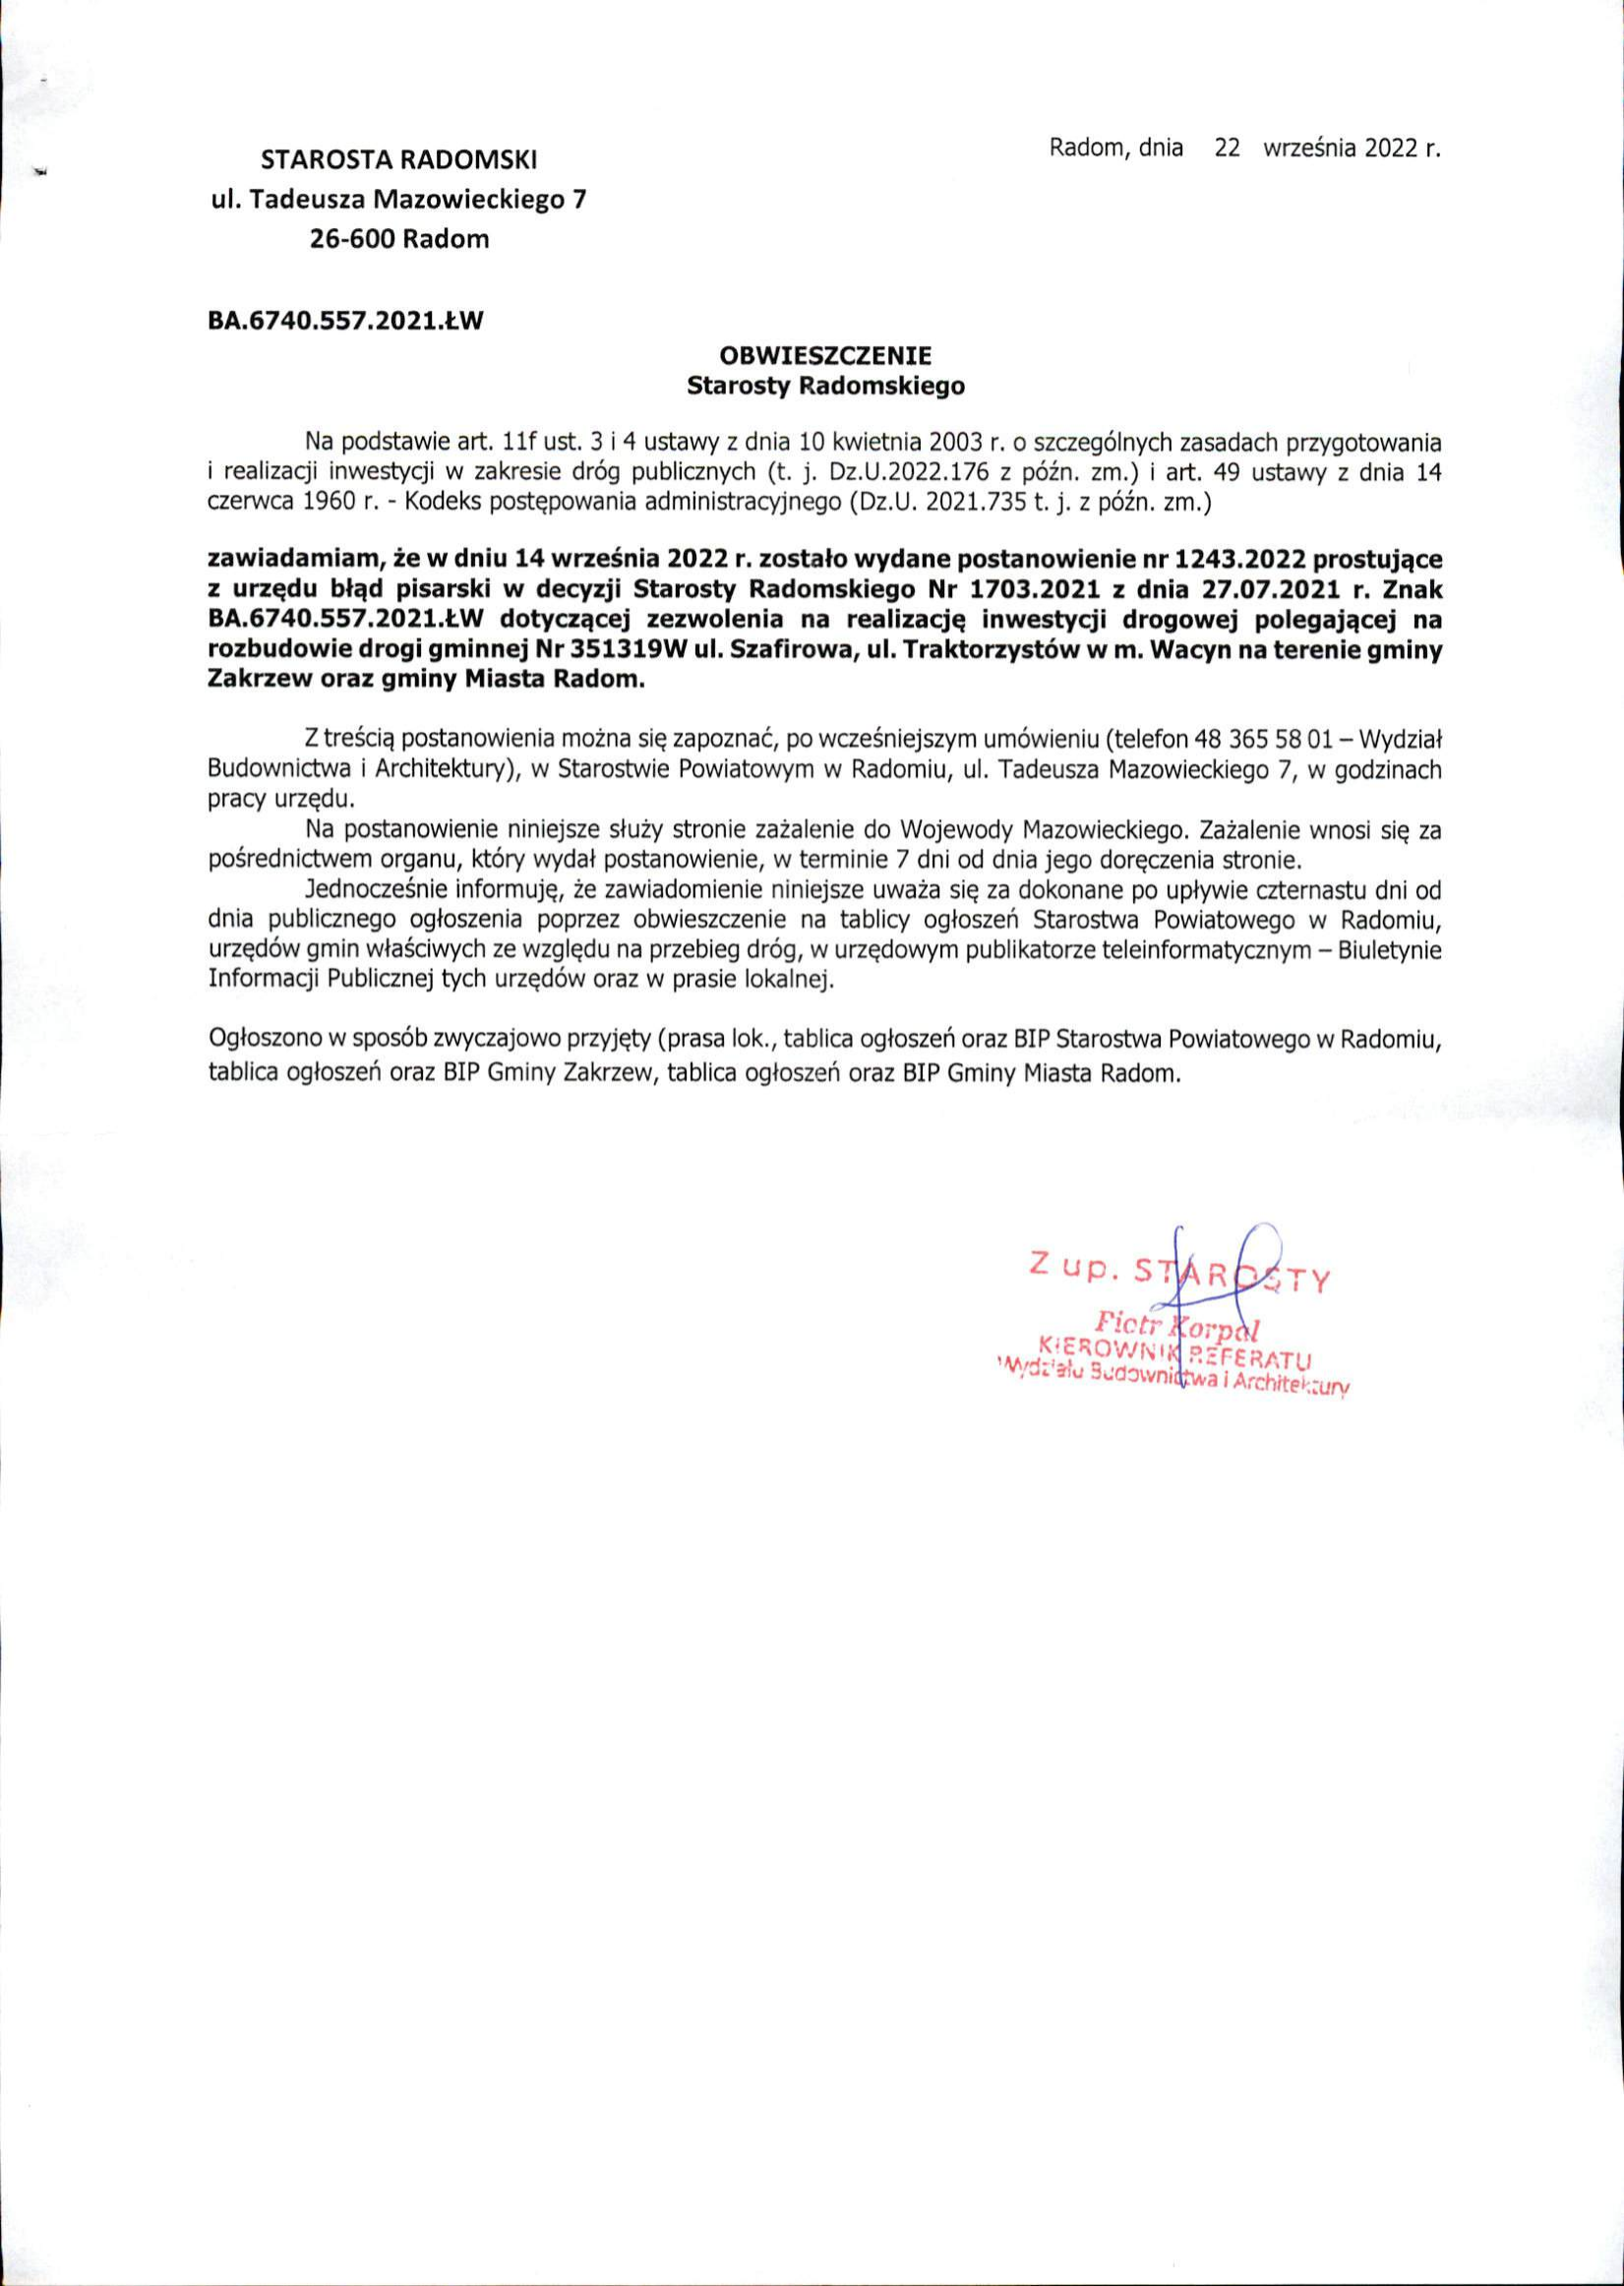 Radom, dnia 22 września 2022 r.
STAROSTA RADOMSKI
ul. Tadeusza Mazowieckiego 7
26-600 Radom
BA.6740.557.2021.ŁW
OBWIESZCZENIE
Starosty Radomskiego
Na podstawie art. 11f ust. 3 i 4 ustawy z dnia 10 kwietnia 2003 r. o szczególnych zasadach przygotowania
i realizacji inwestycji w zakresie dróg publicznych (t. j. Dz.U.2022.176 z późn. zm.) i art. 49 ustawy z dnia 14
czerwca 1960 r. - Kodeks postępowania administracyjnego (Dz.U. 2021.735 t. j. z późn. zm.)
zawiadamiam, że w dniu 14 września 2022 r. zostało wydane postanowienie nr 1243.2022 prostujące
z urzędu błąd pisarski w decyzji Starosty Radomskiego Nr 1703.2021 z dnia 27.07.2021 r. Znak
BA.6740.557.2021.ŁW dotyczącej zezwolenia na realizację inwestycji drogowej polegającej na
rozbudowie drogi gminnej Nr 351319W ul. Szafirowa, ul. Traktorzystów w m. Wacyn na terenie gminy
Zakrzew oraz gminy Miasta Radom.
Z treścią postanowienia można się zapoznać, po wcześniejszym umówieniu (telefon 48 365 58 01 – Wydział
Budownictwa i Architektury), w Starostwie Powiatowym w Radomiu, ul. Tadeusza Mazowieckiego 7, w godzinach
pracy urzędu.
Na postanowienie niniejsze służy stronie zażalenie do Wojewody Mazowieckiego. Zażalenie wnosi się za
pośrednictwem organu, który wydał postanowienie, w terminie 7 dni od dnia jego doręczenia stronie.
Jednocześnie informuję, że zawiadomienie niniejsze uważa się za dokonane po upływie czternastu dni od
dnia publicznego ogłoszenia poprzez obwieszczenie na tablicy ogłoszeń Starostwa Powiatowego w Radomiu,
urzędów gmin właściwych ze względu na przebieg dróg, w urzędowym publikatorze teleinformatycznym – Biuletynie
Informacji Publicznej tych urzędów oraz w prasie lokalnej.
Ogłoszono w sposób zwyczajowo przyjęty (prasa lok., tablica ogłoszeń oraz BIP Starostwa Powiatowego w Radomiu,
tablica ogłoszeń oraz BIP Gminy Zakrzew, tablica ogłoszeń oraz BIP Gminy Miasta Radom.
Z up. STAROSTY
Piotr Korpal
KIEROWNIK REFERATU
Wydziału Budownictwa i Architektury